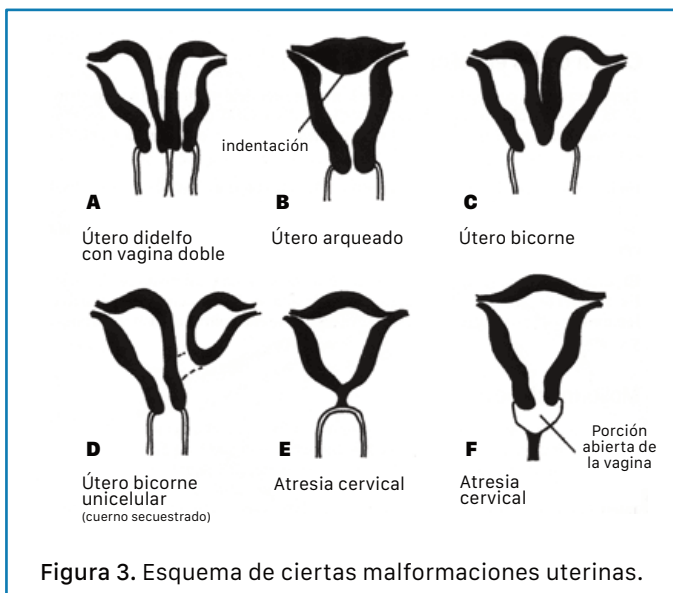 indentación
A
Útero didelfo
con vagina doble
B
Útero arqueado
C
Útero bicorne
D
Útero bicorne
unicelular
(cuerno secuestrado)
E
Atresia cervical
F
Atresia
cervical
Porción
abierta de
la vagina
Figura 3. Esquema de ciertas malformaciones uterinas.